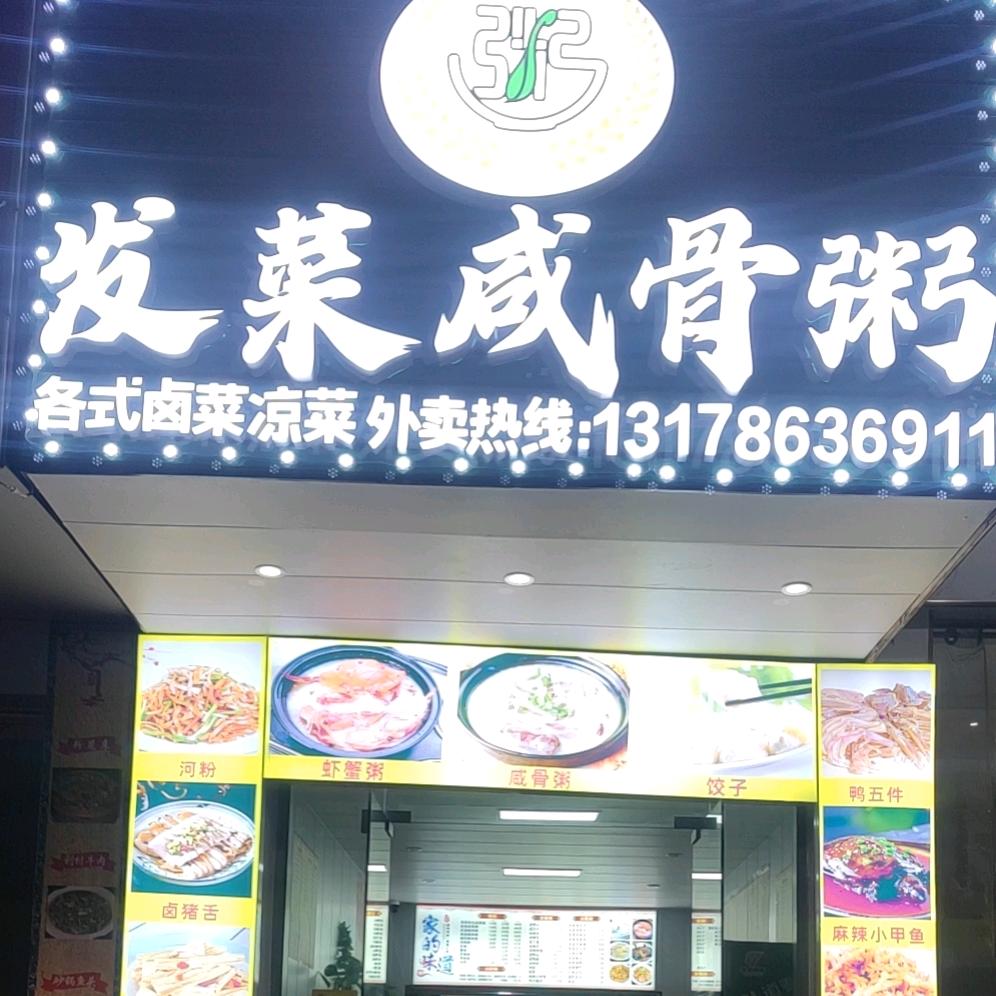 粥
发菜咸骨粥
各式卤菜凉菜 外卖热线:13178636911
河粉
虾蟹粥
咸骨粥
饺子
鸭五件
卤猪舌
麻辣小甲鱼
家的味道